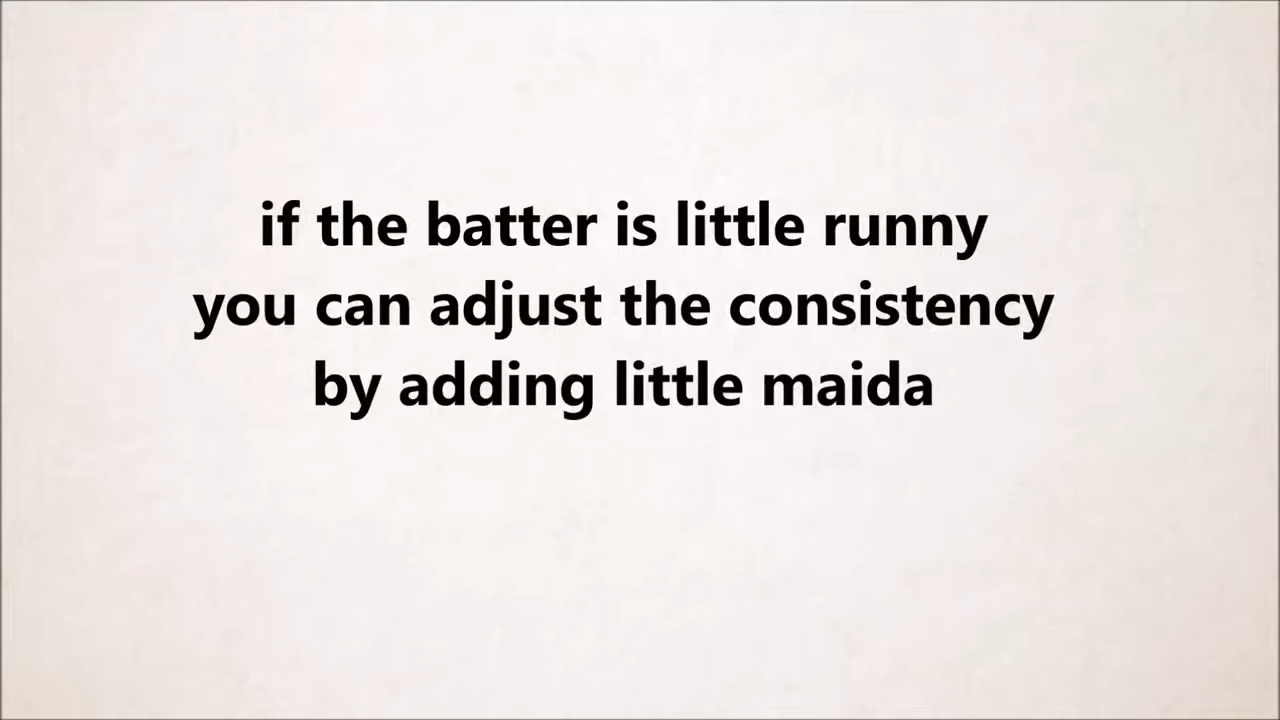 if the batter is little runny
you can adjust the consistency
by adding little maida